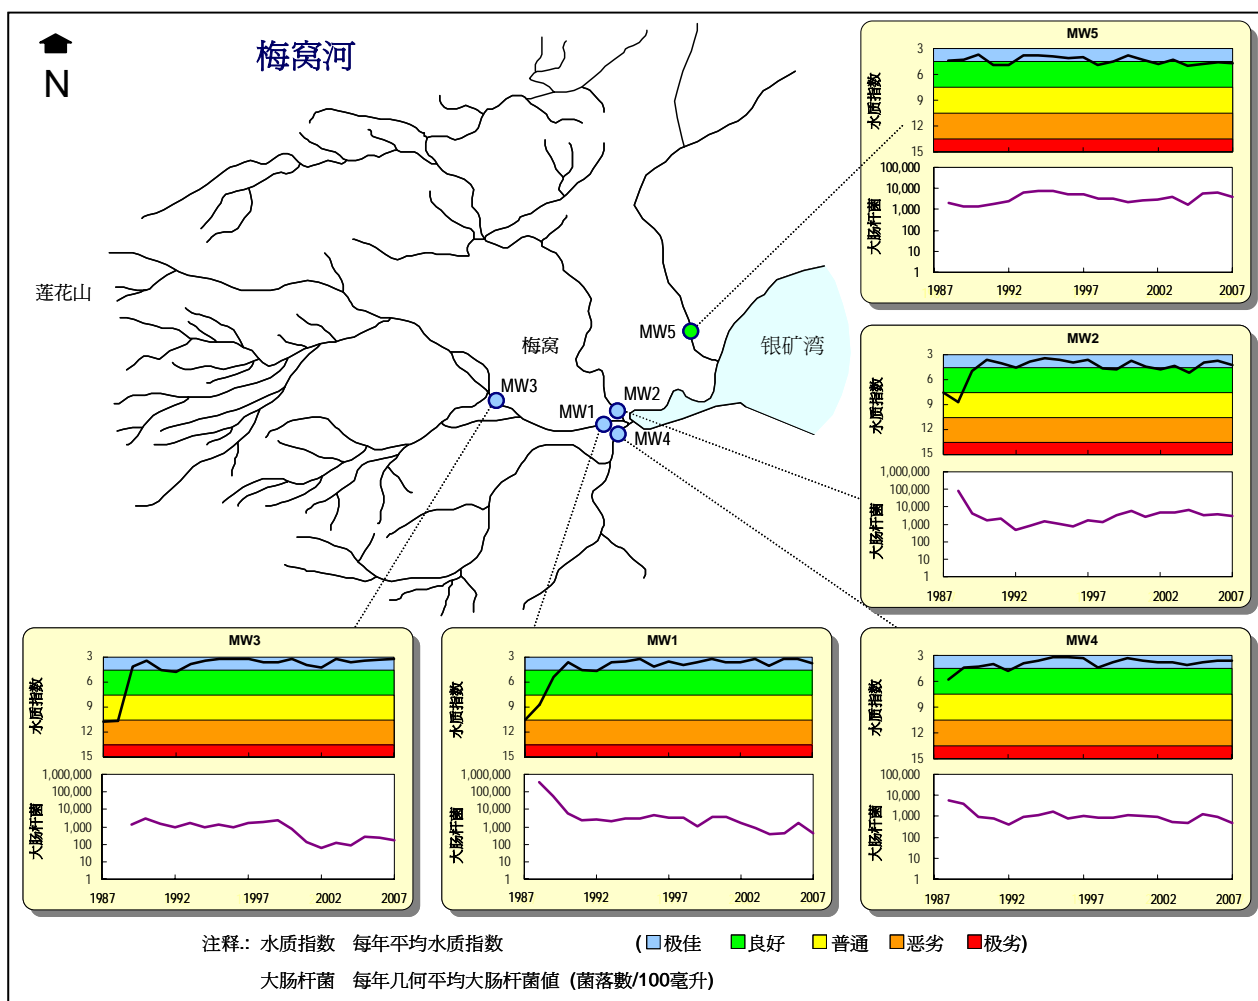 梅窝河
N
莲花山
梅窝
银矿湾
MW5
MW3
MW2
MW1
MW4
MW5
水质指数
3
6
9
12
15
大肠杆菌
100,000
10,000
1,000
100
10
1
1987 1992 1997 2002 2007
MW2
水质指数
3
6
9
12
15
大肠杆菌
1,000,000
100,000
10,000
1,000
100
10
1
1987 1992 1997 2002 2007
MW3
水质指数
3
6
9
12
15
大肠杆菌
1,000,000
100,000
10,000
1,000
100
10
1
1987 1992 1997 2002 2007
MW1
水质指数
3
6
9
12
15
大肠杆菌
1,000,000
100,000
10,000
1,000
100
10
1
1987 1992 1997 2002 2007
MW4
水质指数
3
6
9
12
15
大肠杆菌
100,000
10,000
1,000
100
10
1
1987 1992 1997 2002 2007
注释.: 水质指数 每年平均水质指数 ( 极佳 良好 普通 恶劣 极劣)
大肠杆菌 每年几何平均大肠杆菌值 (菌落數/100毫升)